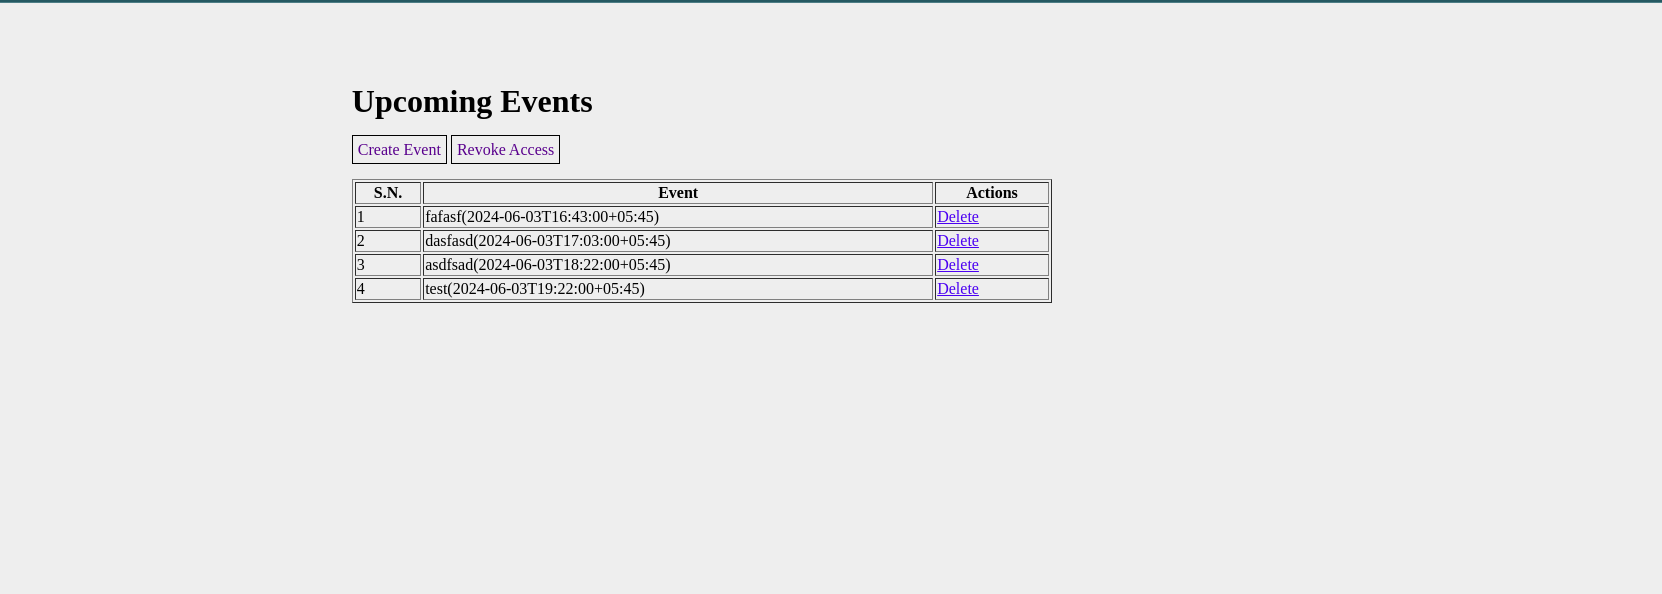 Upcoming Events
Create Event Revoke Access
S.N. Event Actions
1 fafasf(2024-06-03T16:43:00+05:45) Delete
2 dasfasd(2024-06-03T17:03:00+05:45) Delete
3 asdfsad(2024-06-03T18:22:00+05:45) Delete
4 test(2024-06-03T19:22:00+05:45) Delete